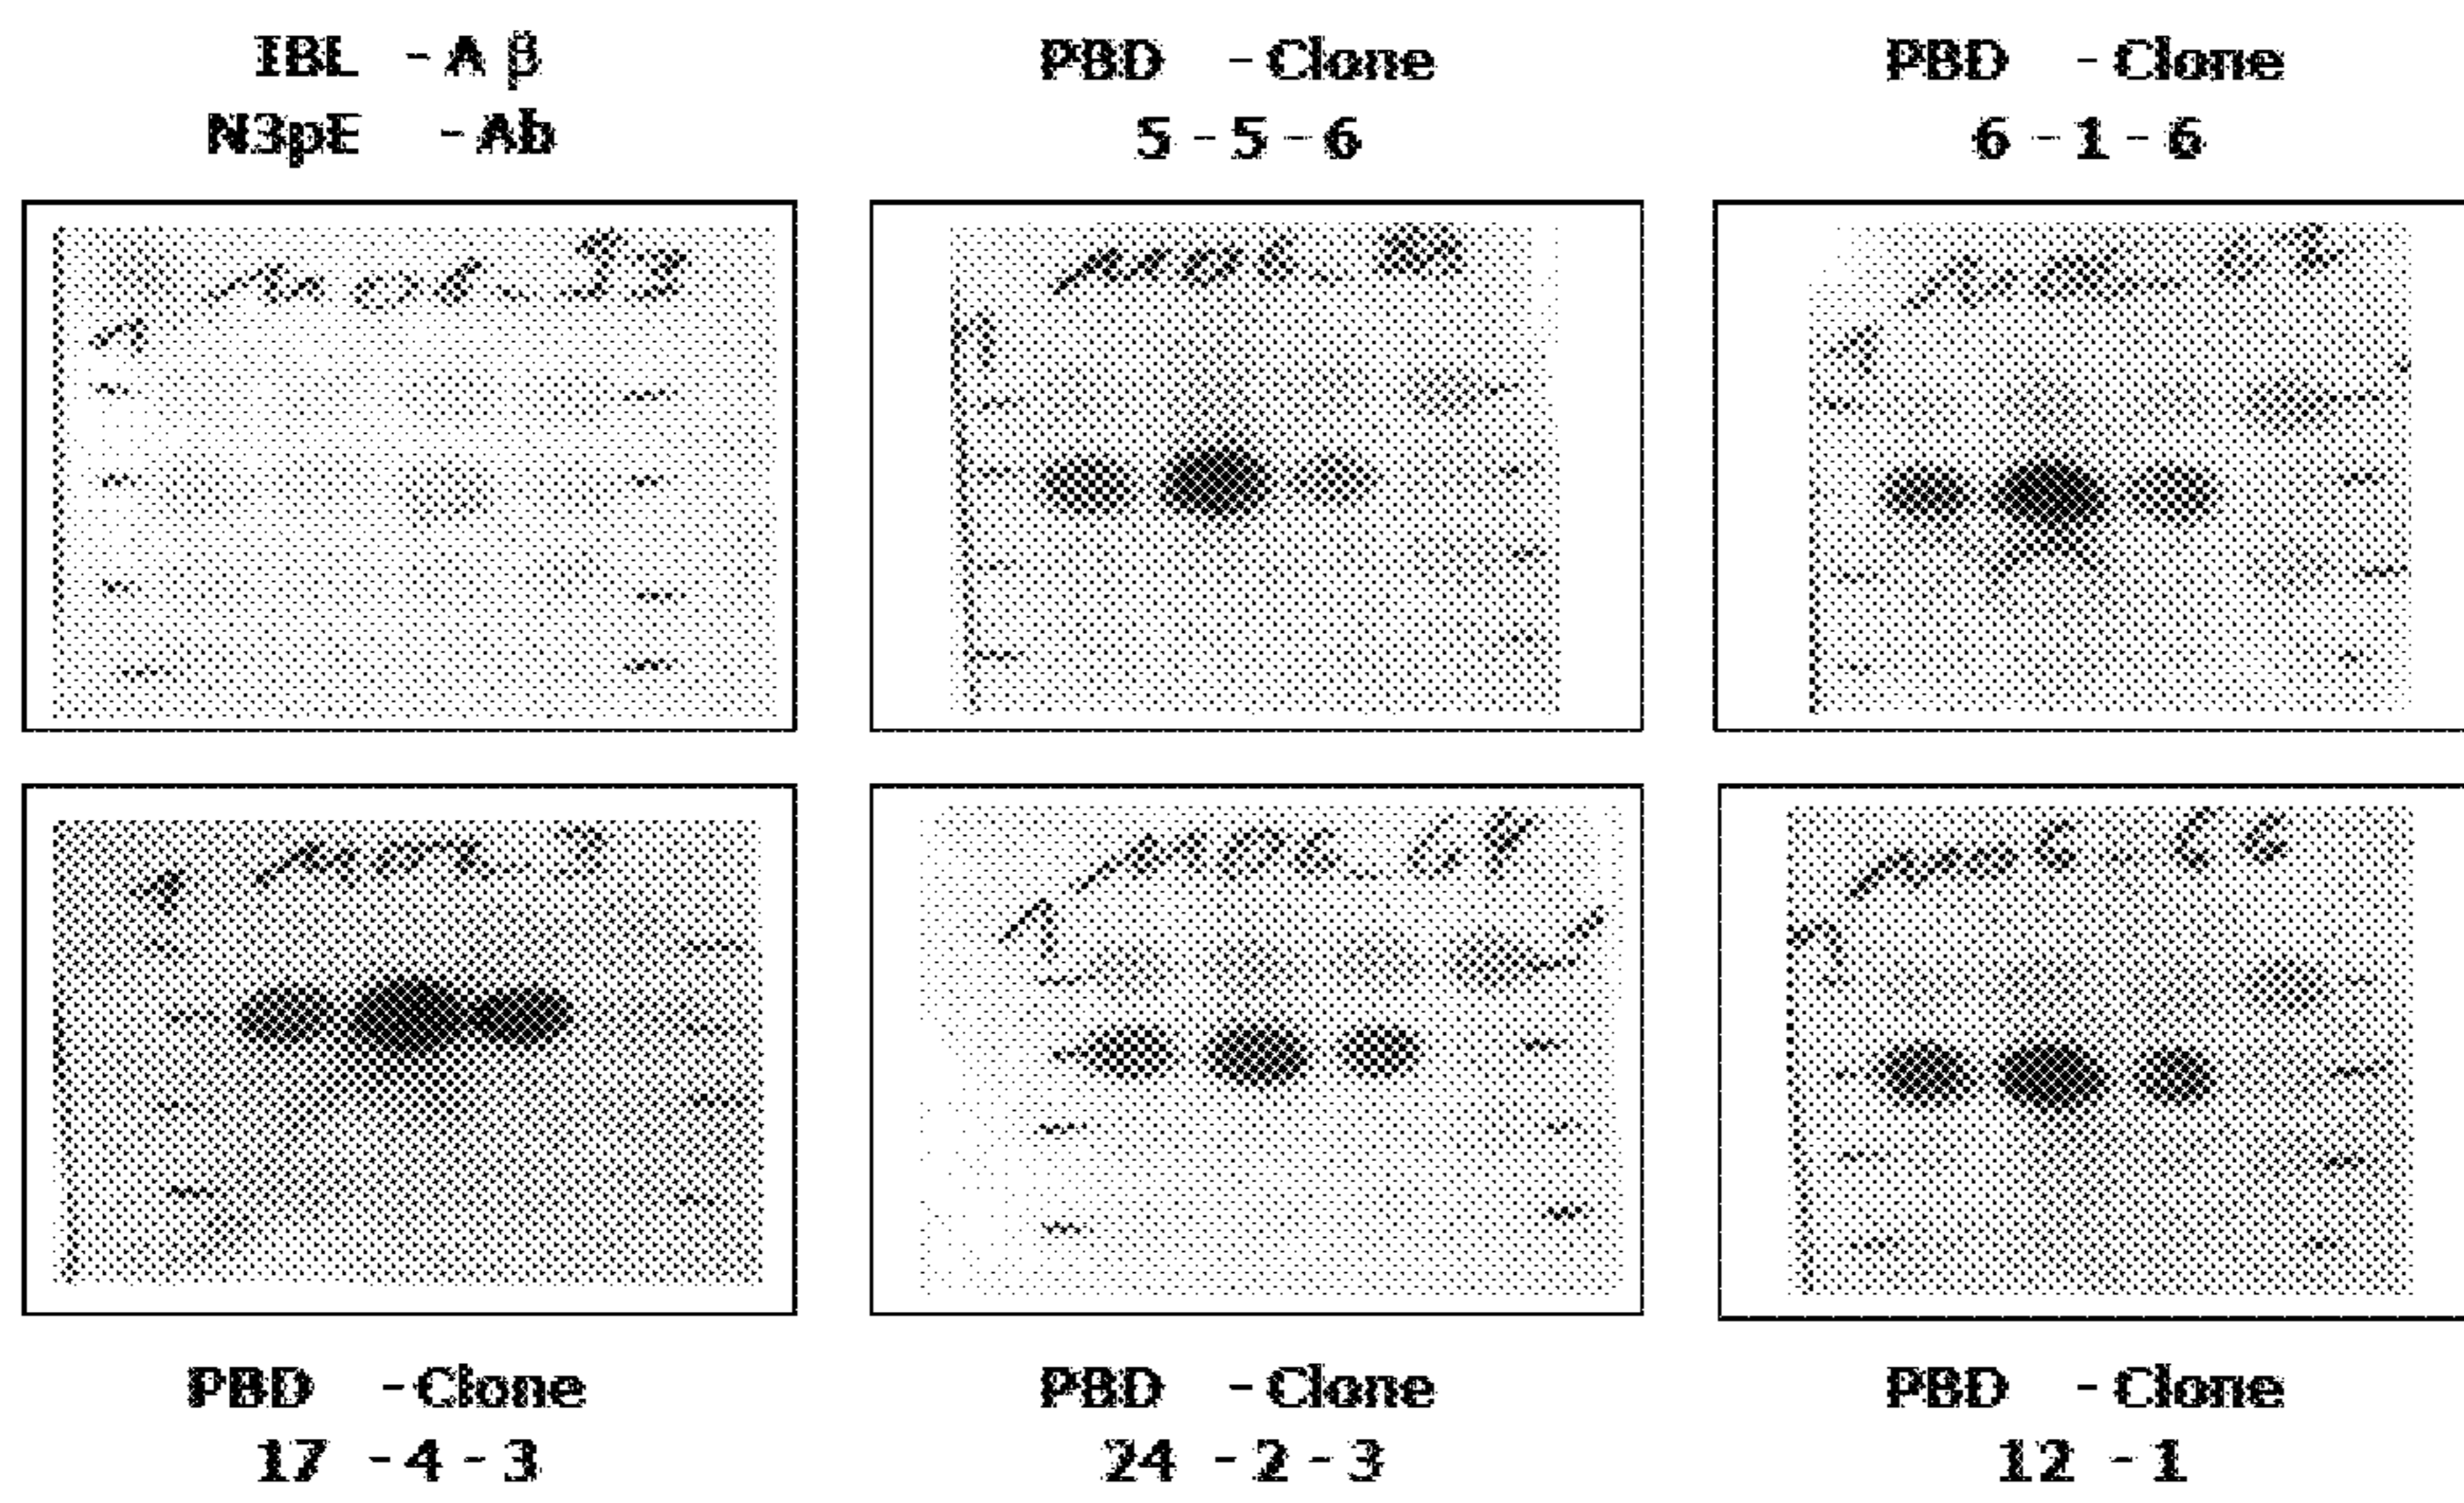 IBL - A β
N3pE - Ab
PBD - Clone
5 - 5 - 6
PBD - Clone
6 - 1 - 6
PBD - Clone
17 - 4 - 3
PBD - Clone
24 - 2 - 3
PBD - Clone
12 - 1